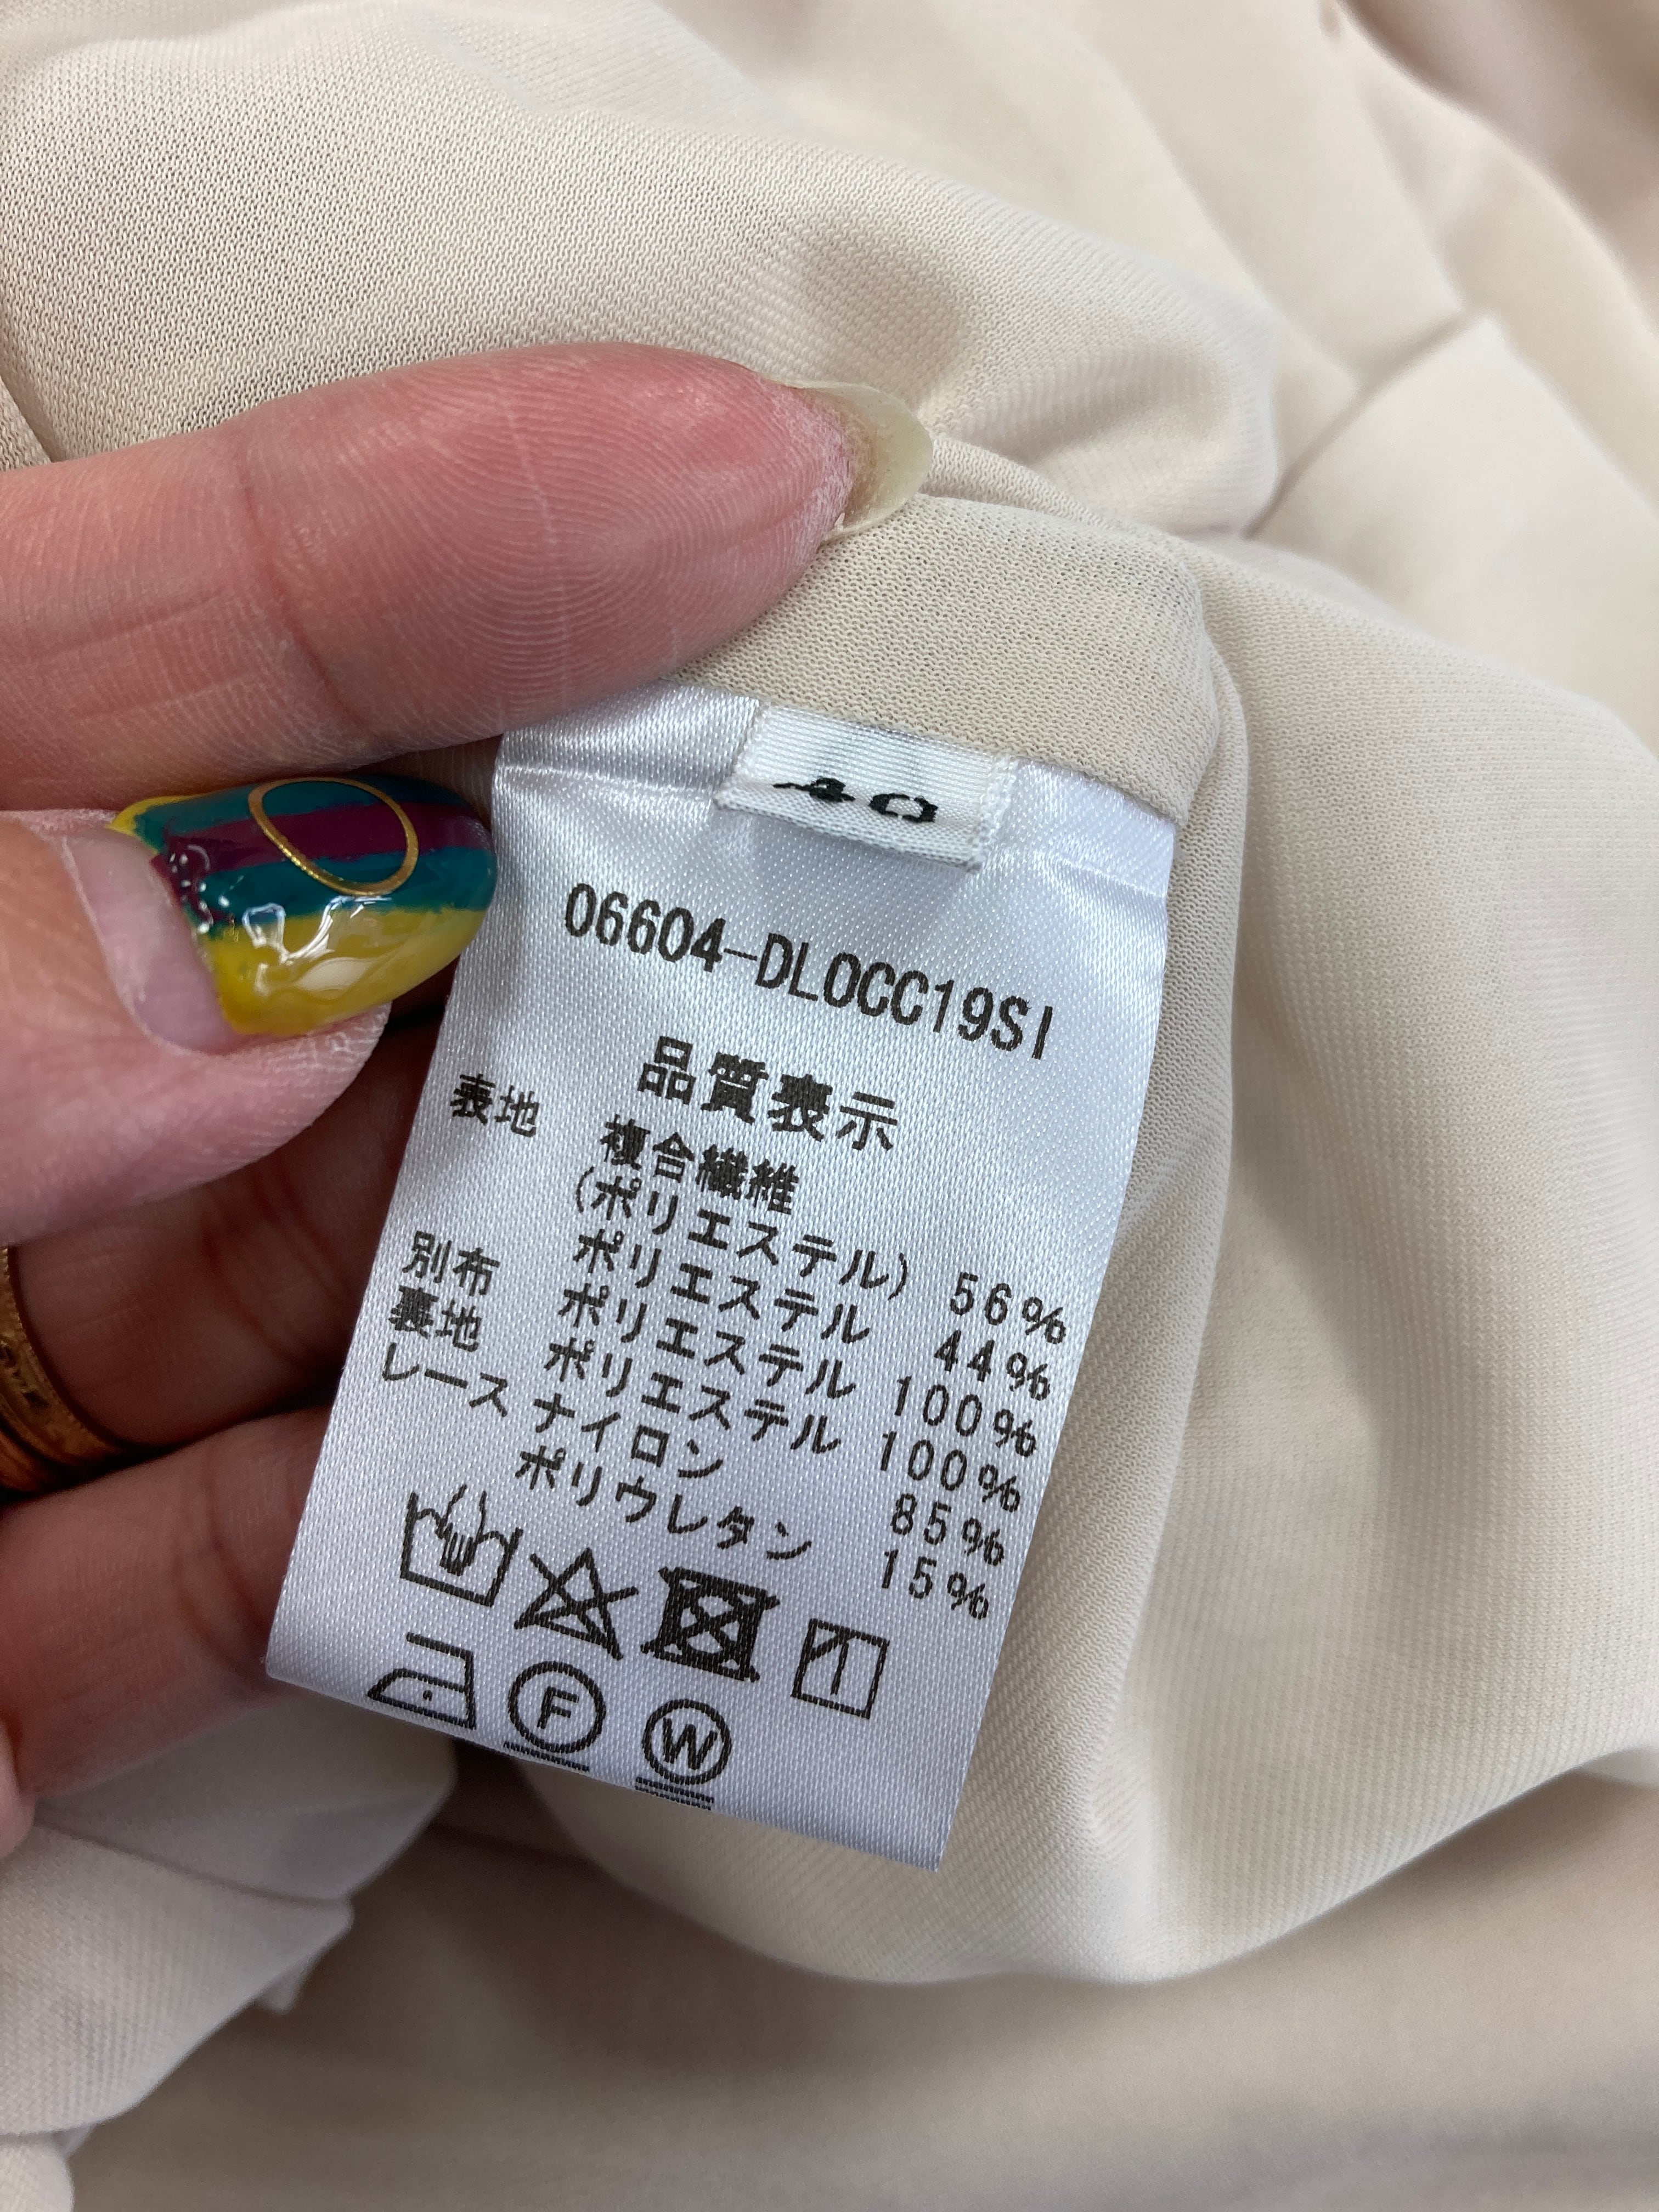 40
06604-DL0CC19SI
品質表示
表地 複合繊維
(ポリエステル) 56%
ポリエステル 44%
別布 ポリエステル 100%
裏地 ポリエステル 100%
レース ナイロン 85%
ポリウレタン 15%
F W